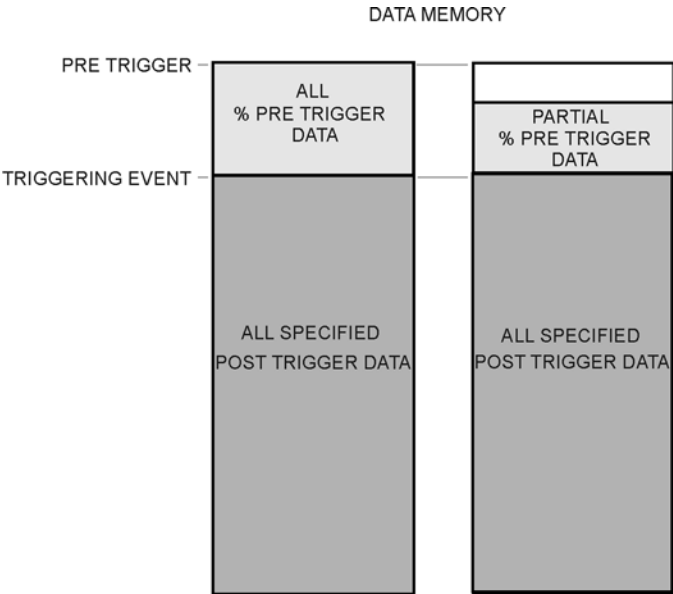 DATA MEMORY
PRE TRIGGER
ALL
% PRE TRIGGER
DATA
PARTIAL
% PRE TRIGGER
DATA
TRIGGERING EVENT
ALL SPECIFIED
POST TRIGGER DATA
ALL SPECIFIED
POST TRIGGER DATA